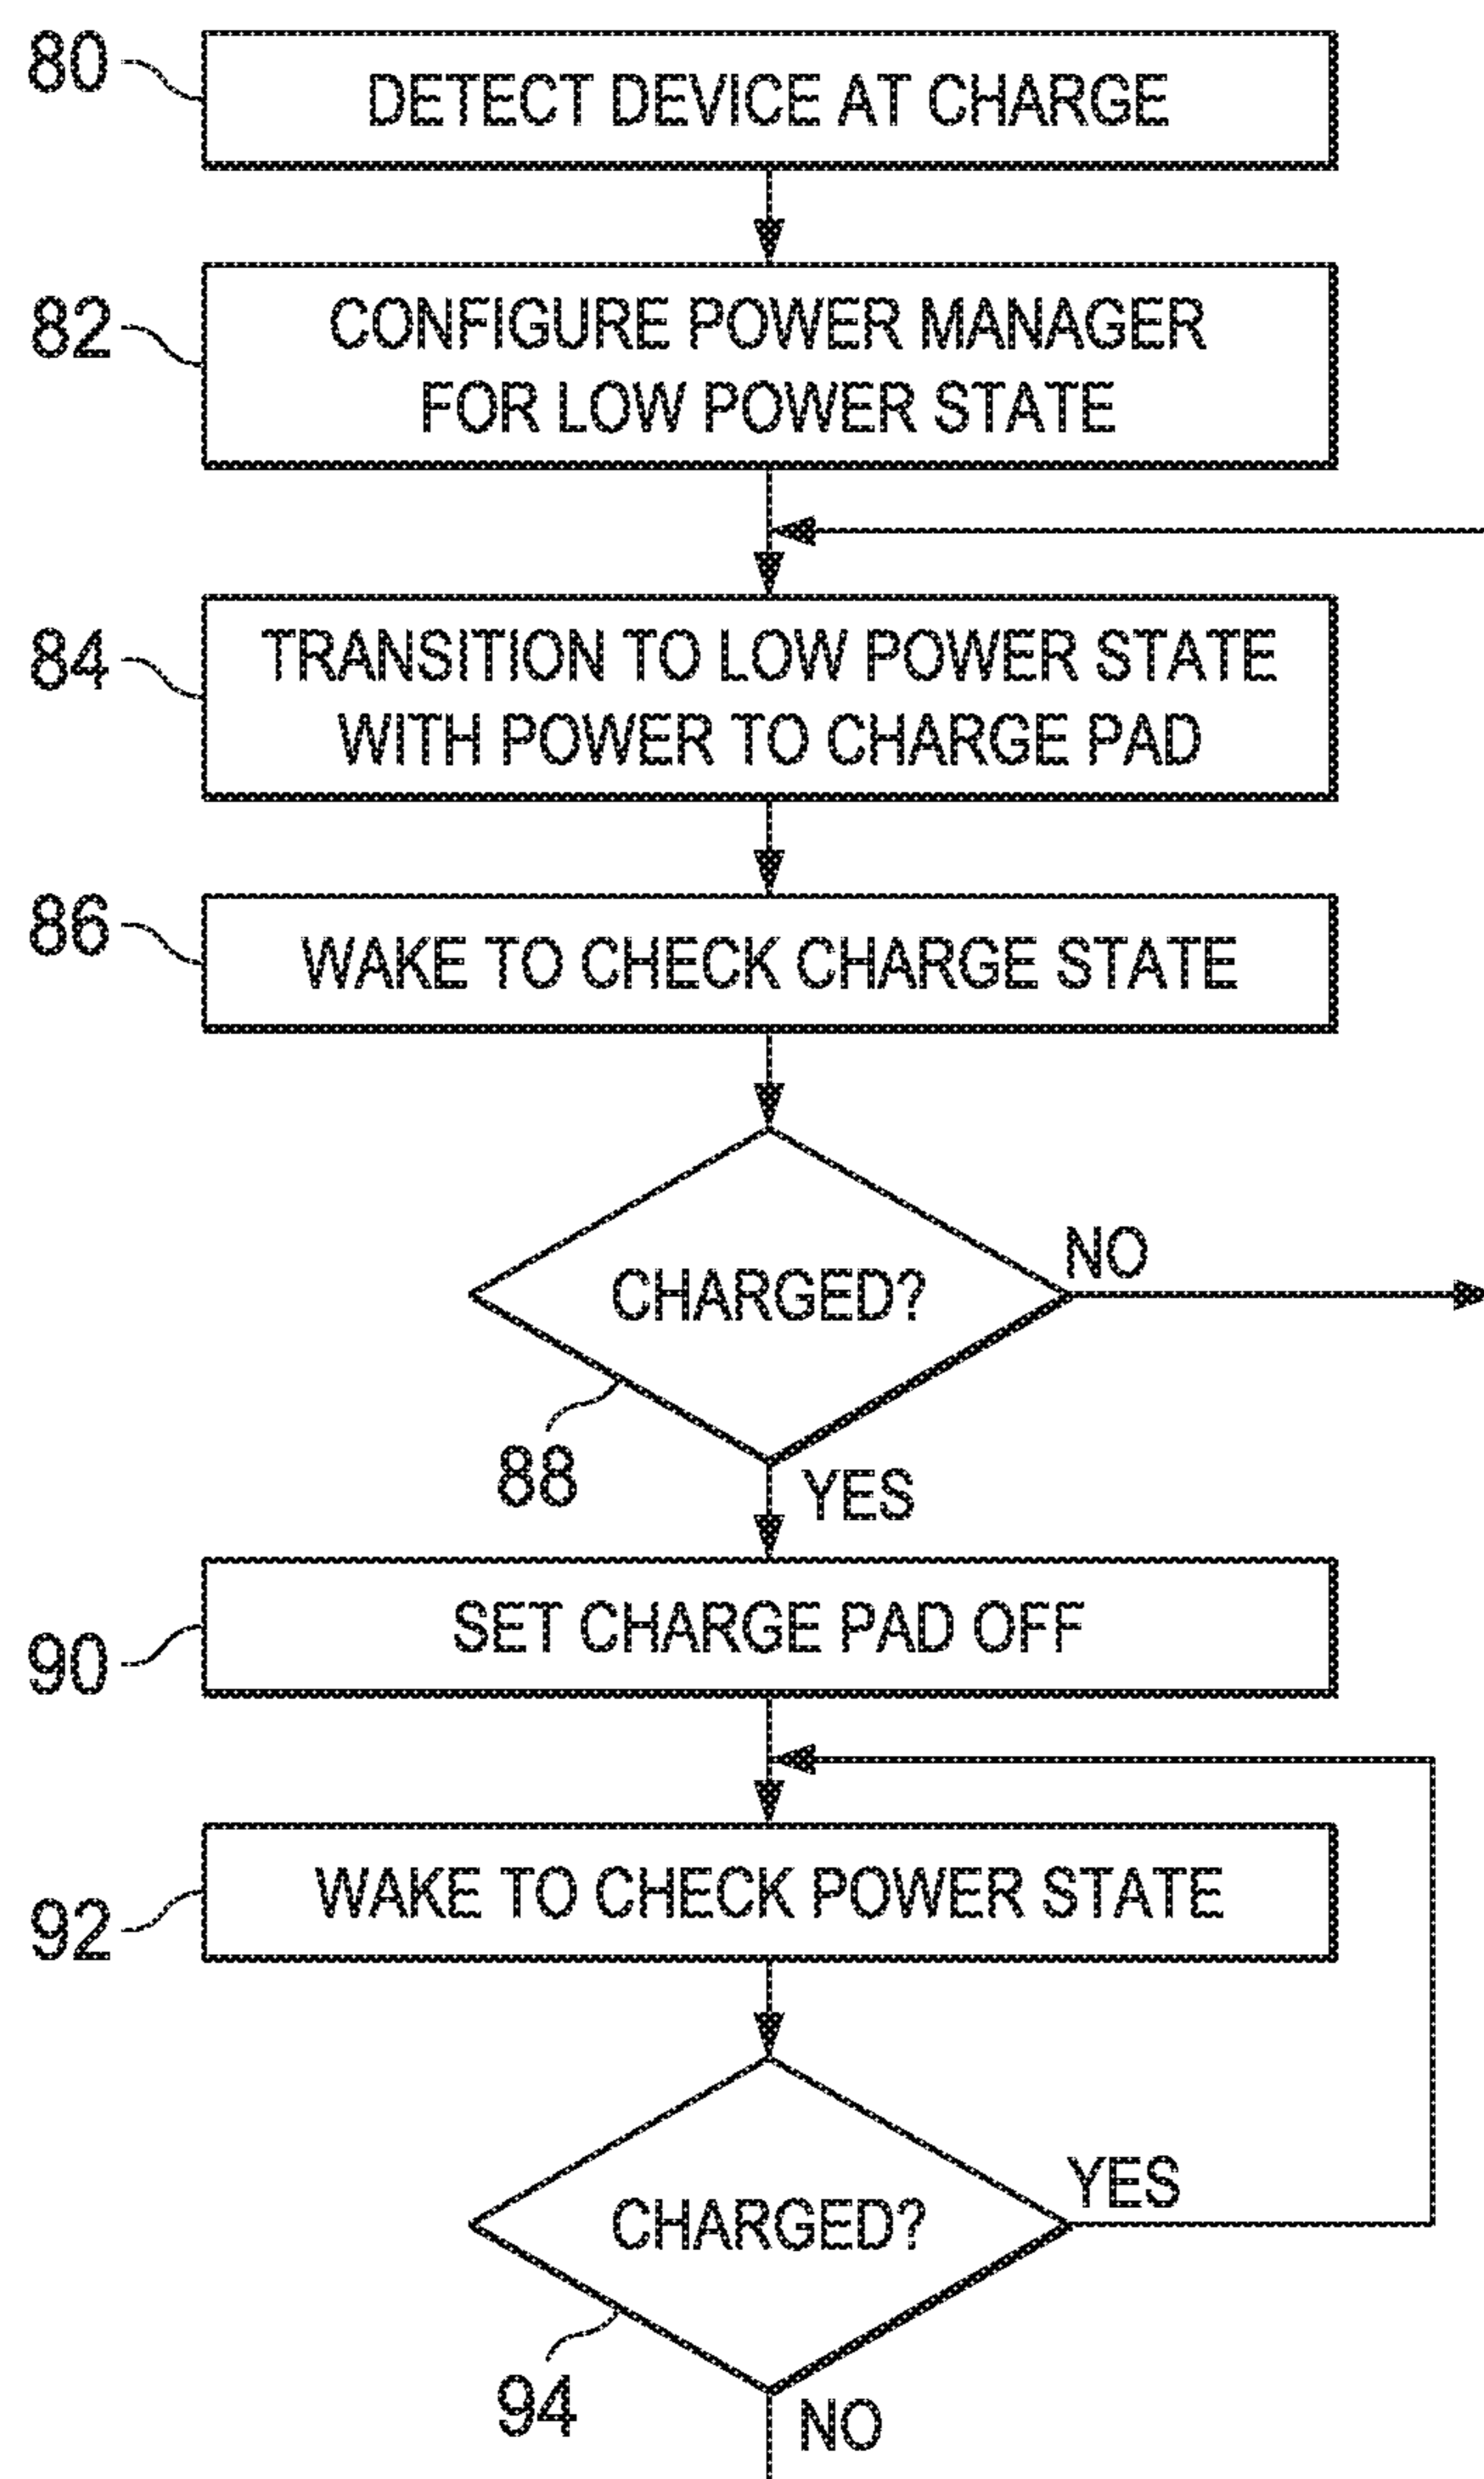 80
DETECT DEVICE AT CHARGE
82
CONFIGURE POWER MANAGER
FOR LOW POWER STATE
84
TRANSITION TO LOW POWER STATE
WITH POWER TO CHARGE PAD
86
WAKE TO CHECK CHARGE STATE
CHARGED?
NO
88
YES
90
SET CHARGE PAD OFF
92
WAKE TO CHECK POWER STATE
CHARGED?
YES
94
NO